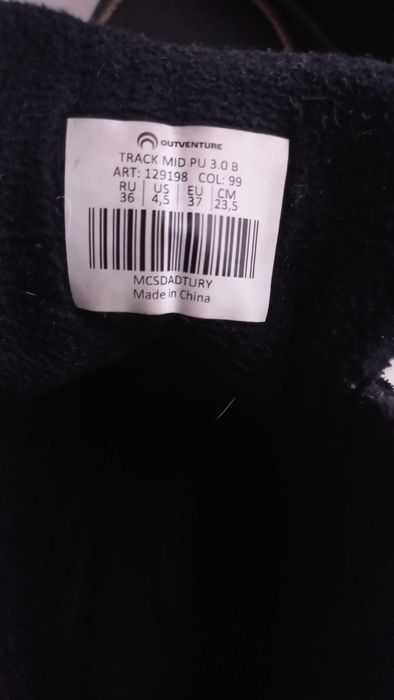 OUTVENTURE
TRACK MID PU 3.0 B
ART: 129198 COL: 99
RU US EU CM
36 4,5 37 23,5
MCSDADTURY
Made in China